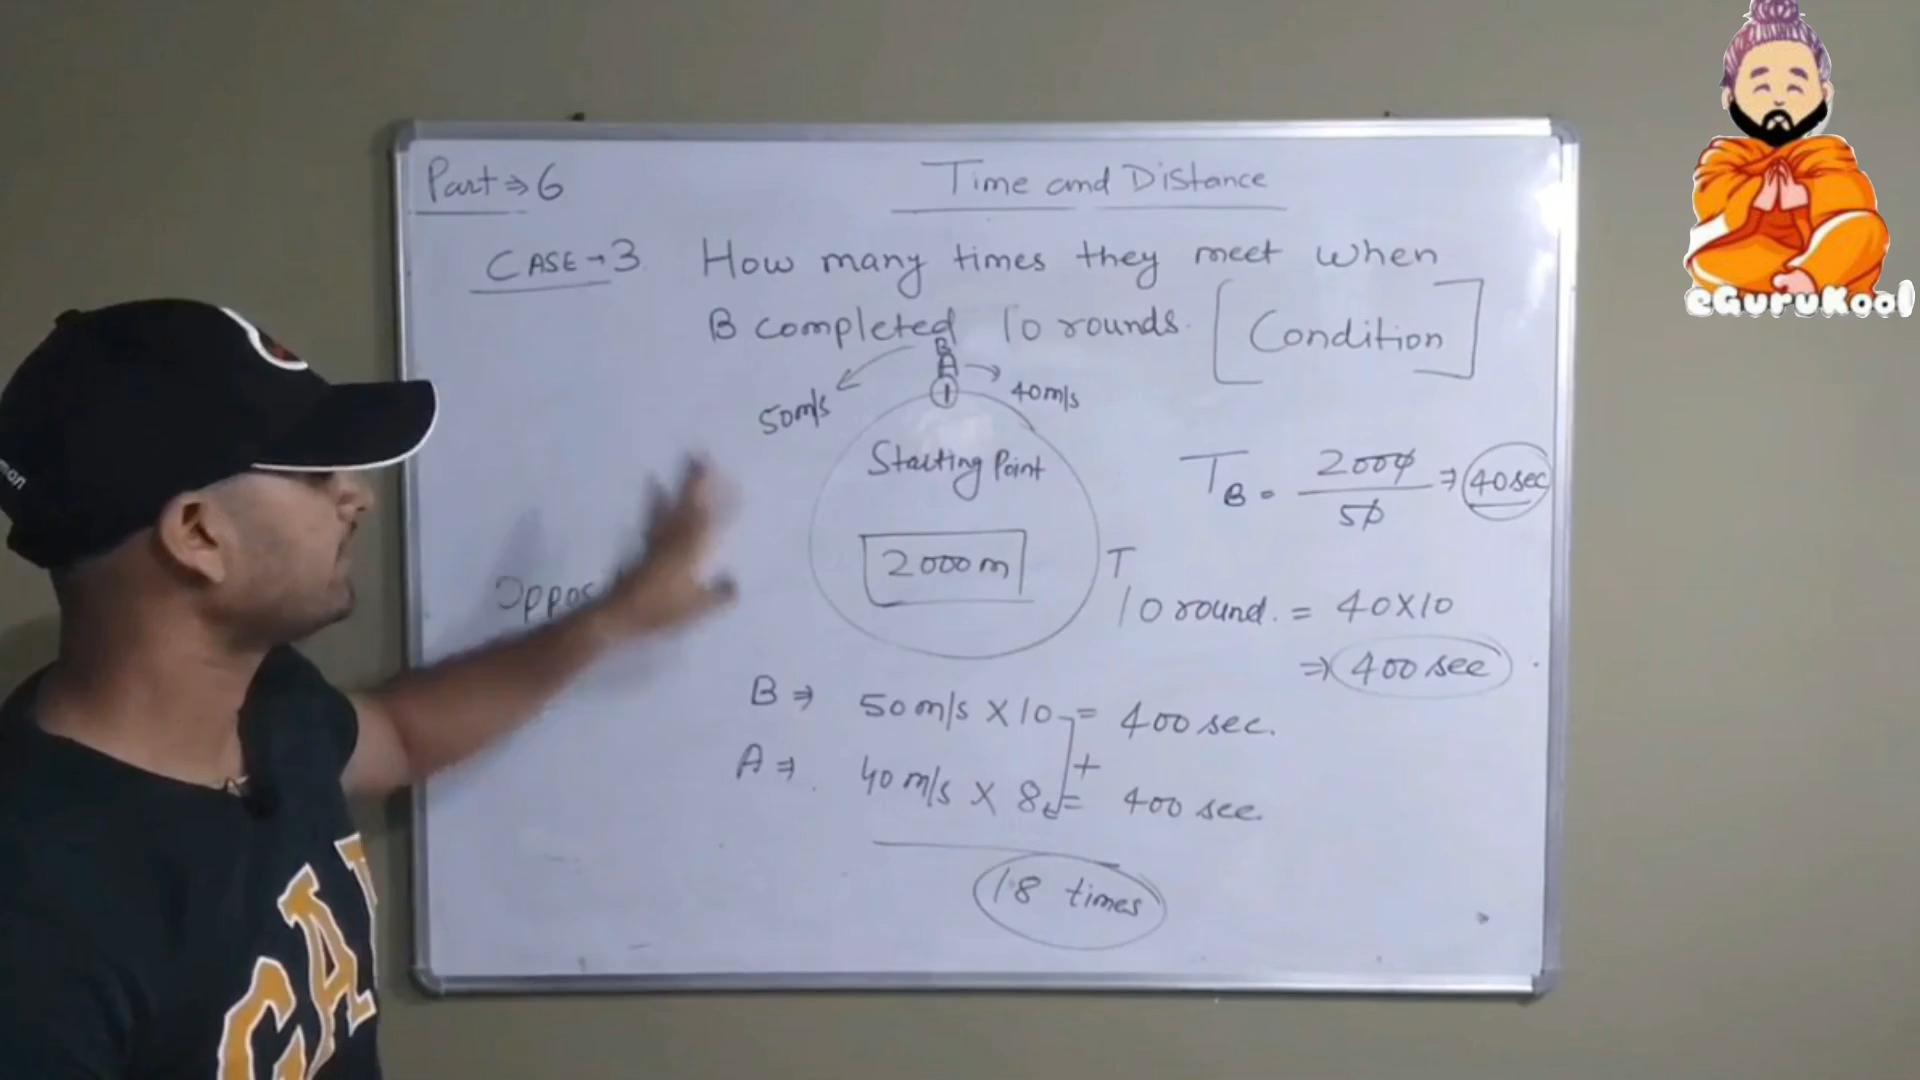 Part ⇒ 6
Time and Distance
CASE → 3 How many times they meet when
B completed 10 rounds. [Condition]
B
A
1
50m/s
40m/s
Starting Point
2000m
T_B = 2000/50 ⇒ 40sec
T
10 round. = 40X10
⇒ 400 sec
B ⇒ 50m/s X 10 = 400 sec.
+
A ⇒ 40m/s X 8 = 400 sec.
18 times
eGuruKool